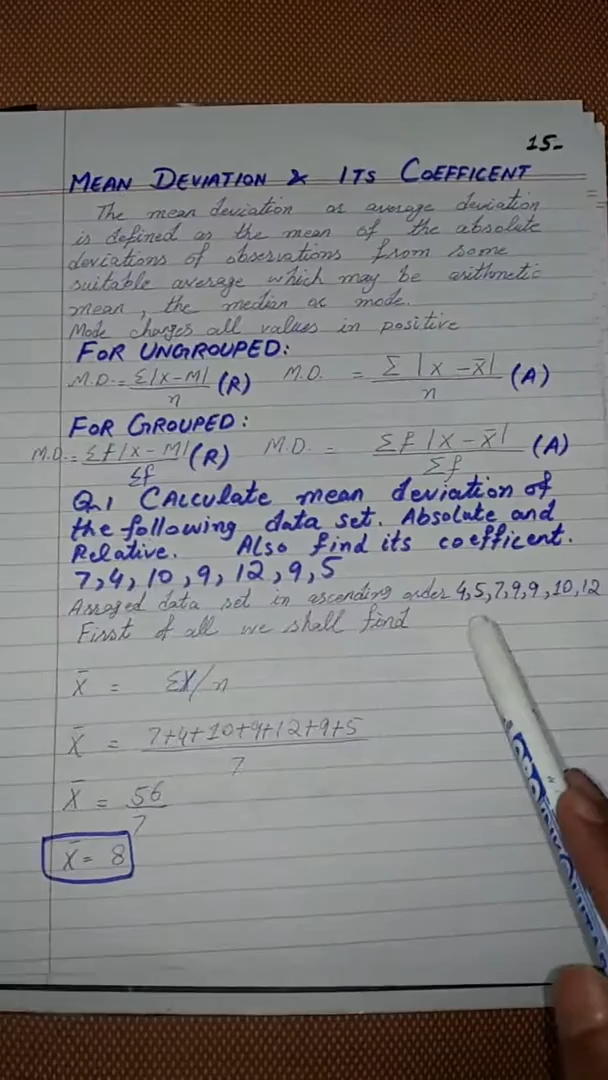 15-
MEAN DEVIATION & ITS COEFFICENT
The mean deviation or average deviation
is defined as the mean of the absolute
deviations of observations from some
suitable average which may be arithmetic
mean, the median or mode.
Mode changes all values in positive
FOR UNGROUPED:
M.D. = Σ|X-M|/n (R) M.D. = Σ|X-X̄|/n (A)
FOR GROUPED:
M.D. = Σf|X-M|/Σf (R) M.D. = Σf|X-X̄|/Σf (A)
Q.1 CALCULATE mean deviation of
the following data set. Absolute and
Relative. Also find its coefficent.
7,4,10,9,12,9,5
Arraged data set in ascending order 4,5,7,9,9,10,12
First of all we shall find
X̄ = ΣX/n
X̄ = 7+4+10+9+12+9+5
7
X̄ = 56
7
X̄ = 8